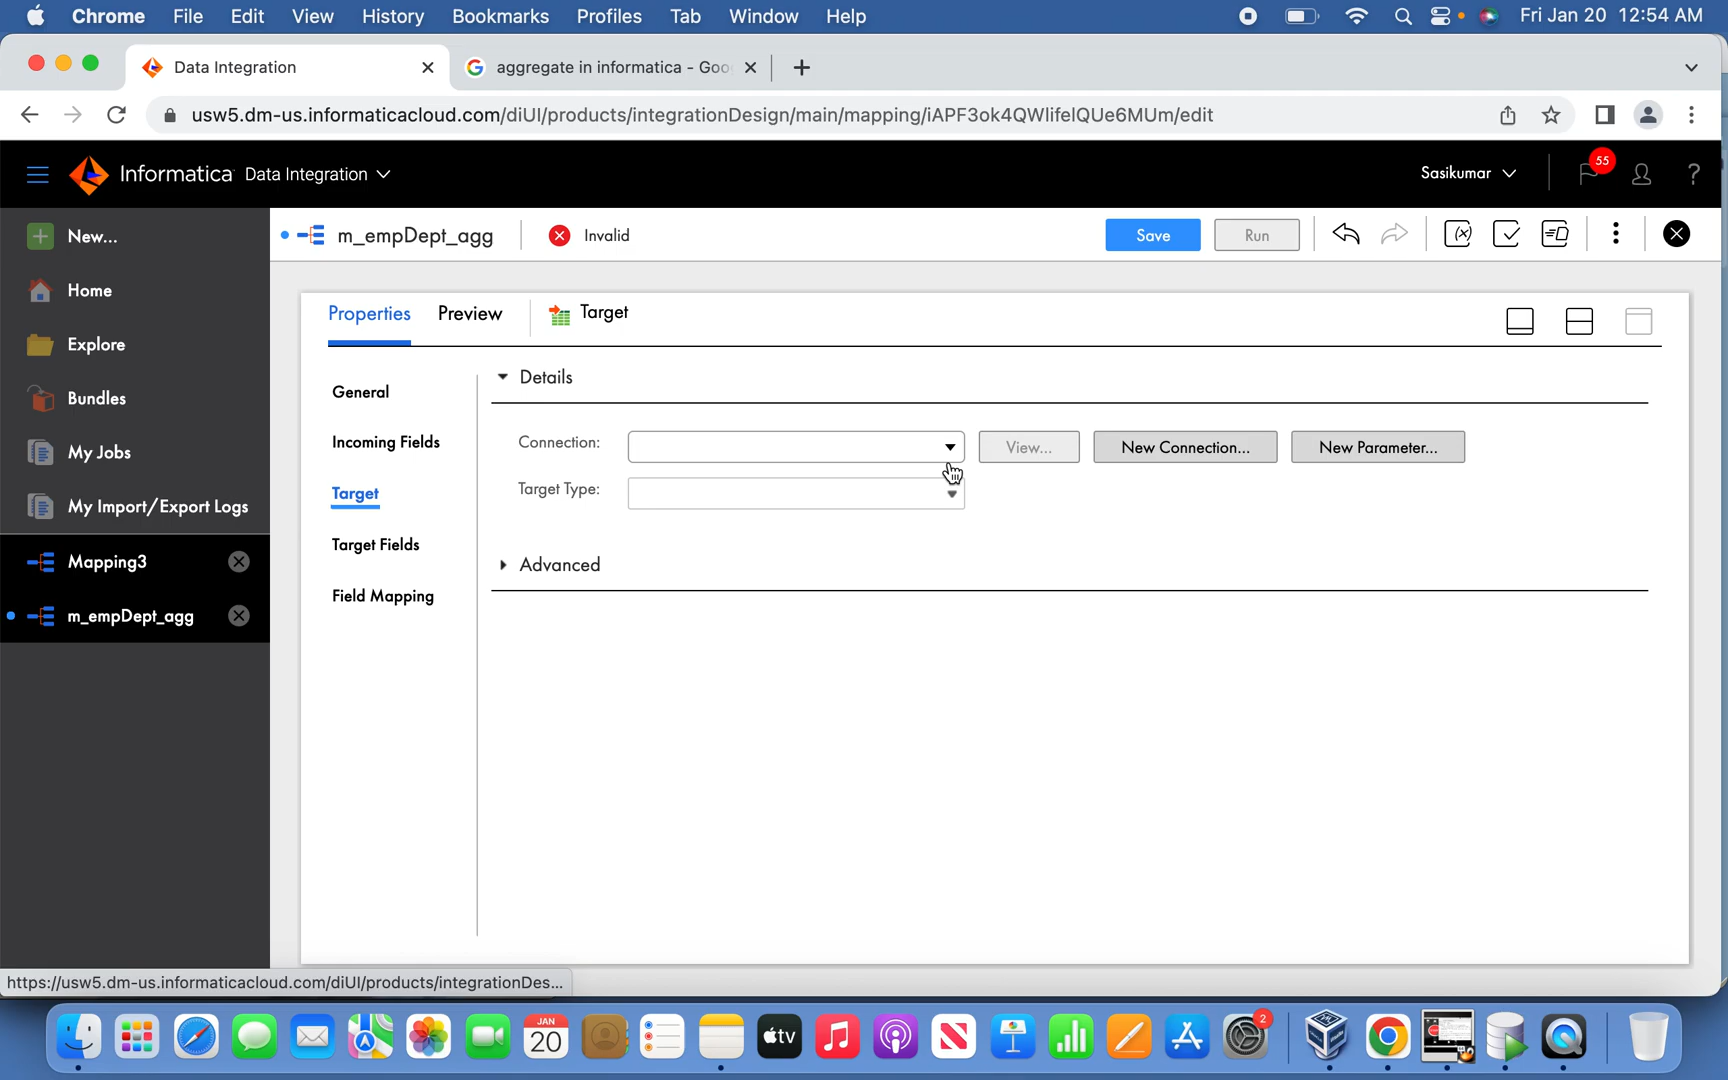 Chrome File Edit View History Bookmarks Profiles Tab Window Help Fri Jan 20 12:54 AM
Data Integration aggregate in informatica - Goo
usw5.dm-us.informaticacloud.com/diUI/products/integrationDesign/main/mapping/iAPF3ok4QWlifelQUe6MUm/edit
Informatica Data Integration Sasikumar 55 ?
New... m_empDept_agg Invalid Save Run
Home
Properties Preview Target
Explore
Details
General
Bundles
Incoming Fields Connection: View... New Connection... New Parameter...
My Jobs
Target Target Type:
My Import/Export Logs
Target Fields
Mapping3 Advanced
Field Mapping
m_empDept_agg
https://usw5.dm-us.informaticacloud.com/diUI/products/integrationDes...
JAN
20
tv
2